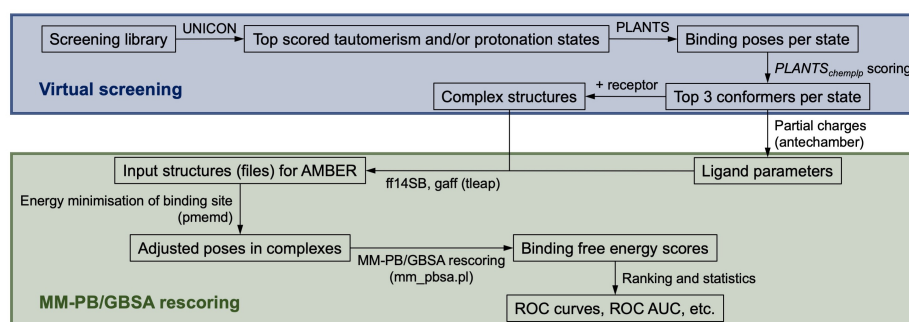 UNICON
PLANTS
Screening library
Top scored tautomerism and/or protonation states
Binding poses per state
PLANTSchemplp scoring
Virtual screening
+ receptor
Complex structures
Top 3 conformers per state
Partial charges
(antechamber)
Input structures (files) for AMBER
ff14SB, gaff (tleap)
Ligand parameters
Energy minimisation of binding site
(pmemd)
Adjusted poses in complexes
MM-PB/GBSA rescoring
(mm_pbsa.pl)
Binding free energy scores
Ranking and statistics
MM-PB/GBSA rescoring
ROC curves, ROC AUC, etc.